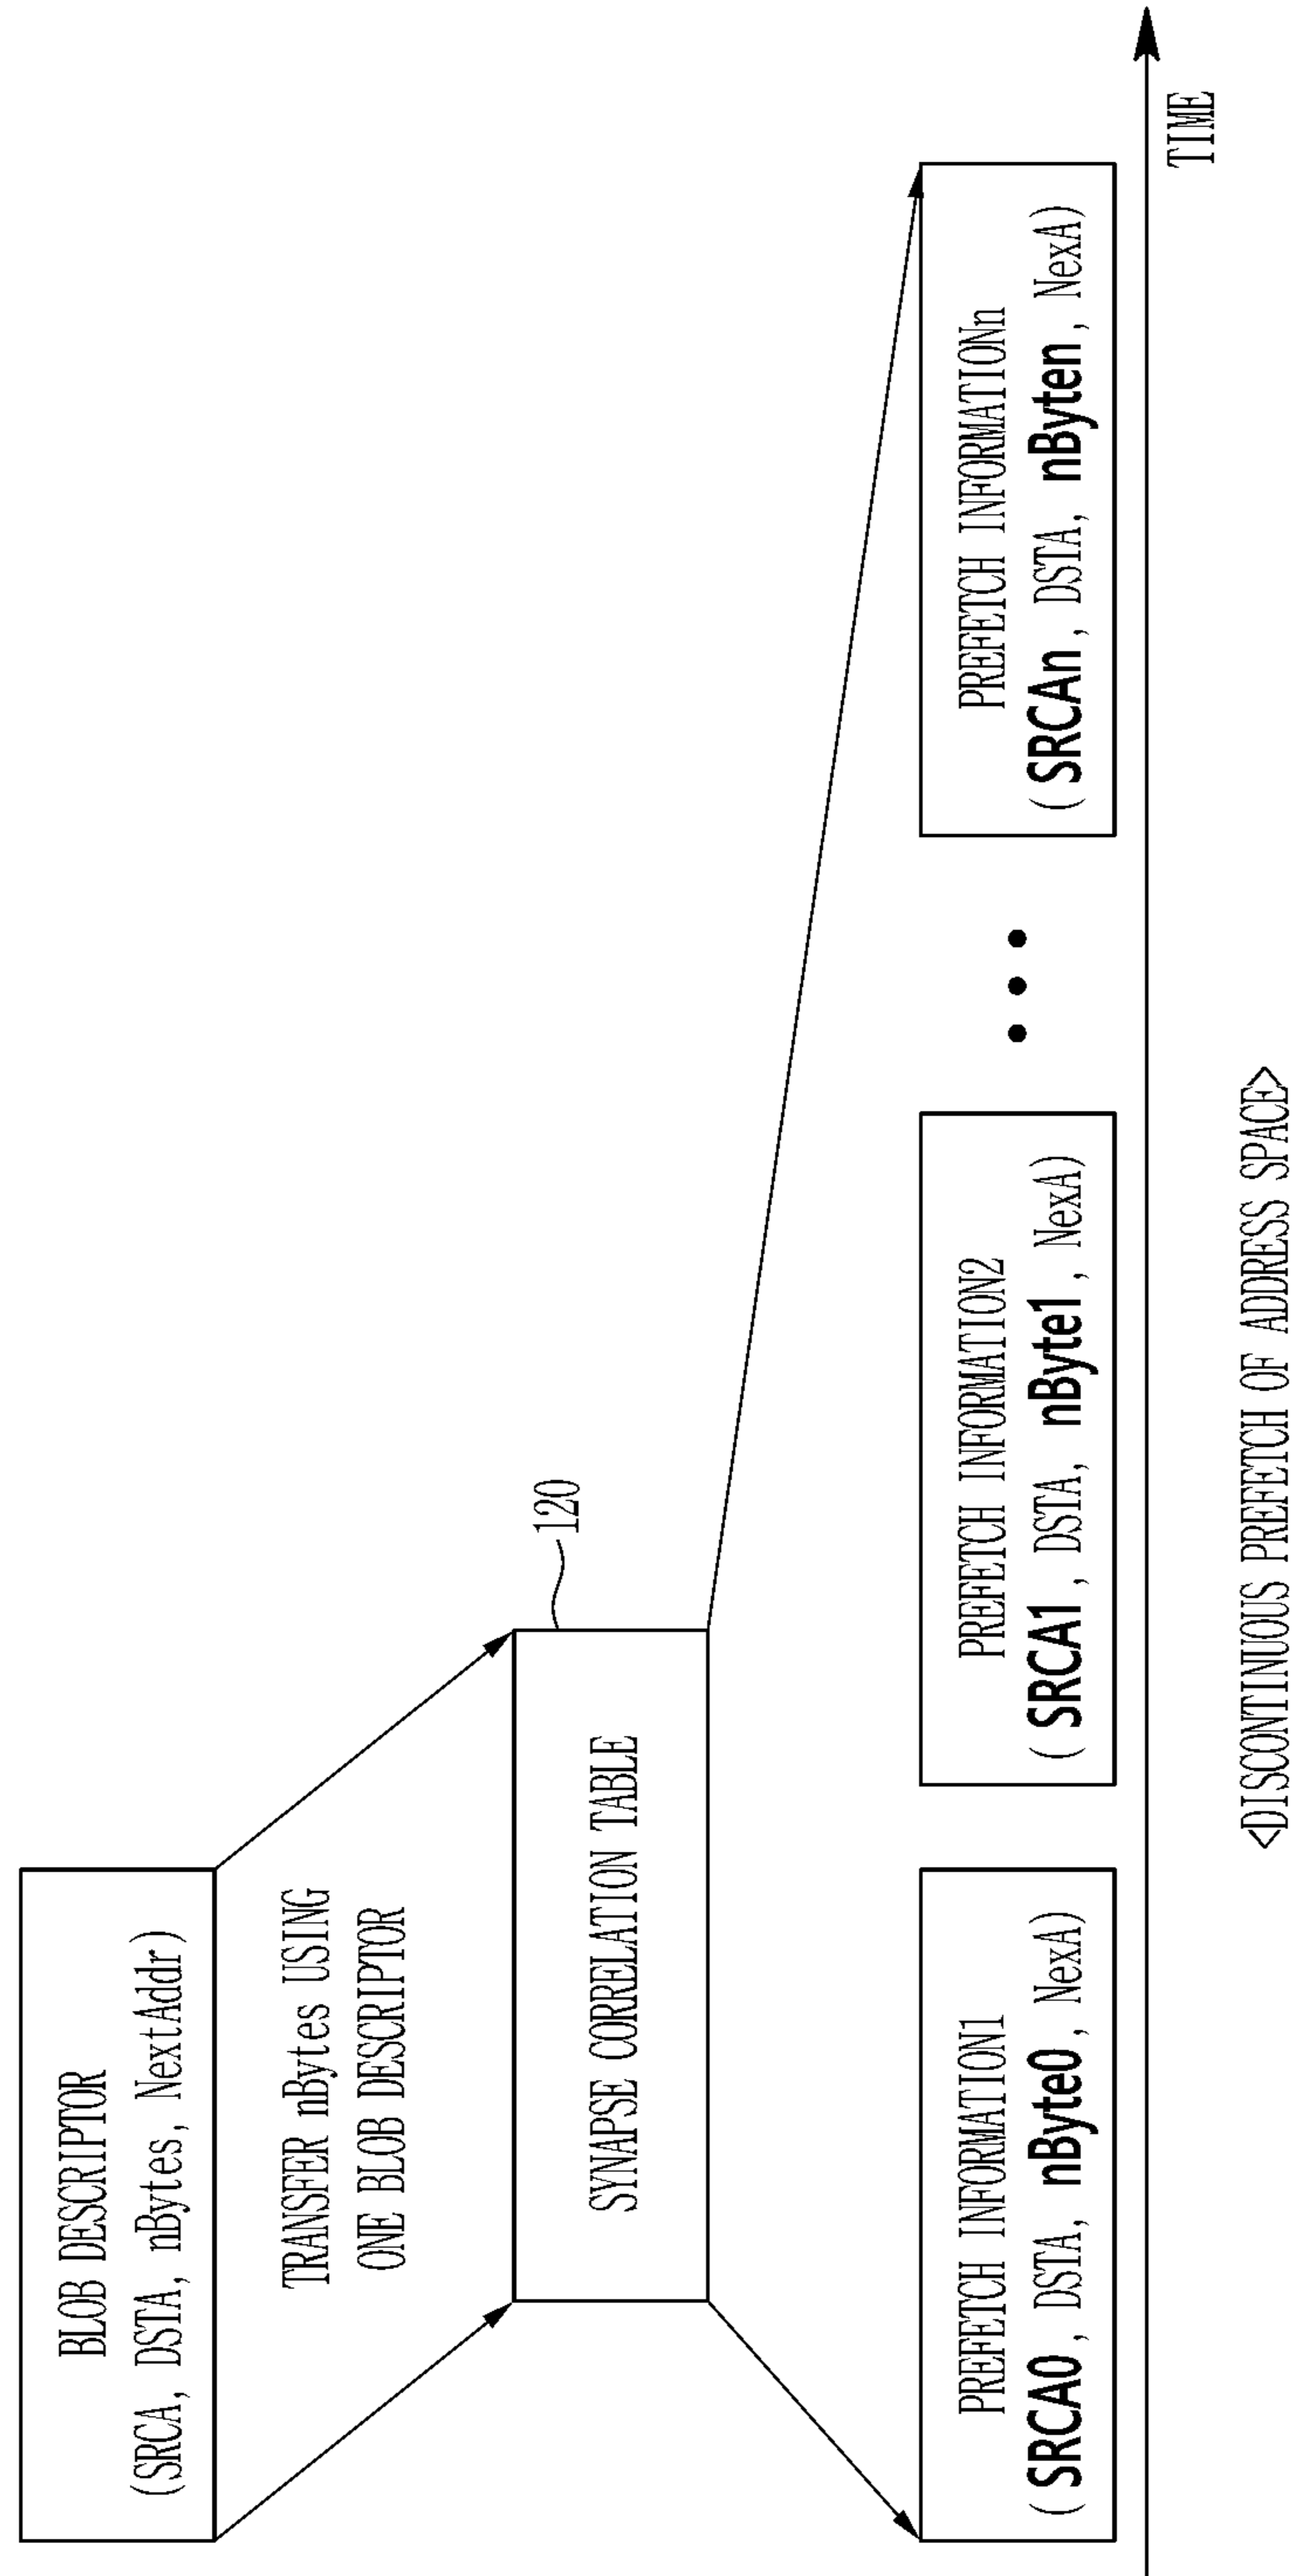 BLOB DESCRIPTOR
(SRCA, DSTA, nBytes, NextAddr)
TRANSFER nBytes USING
ONE BLOB DESCRIPTOR
120
SYNAPSE CORRELATION TABLE
PREFETCH INFORMATION1
(SRCA0, DSTA, nByte0, NexA)
PREFETCH INFORMATION2
(SRCA1, DSTA, nByte1, NexA)
PREFETCH INFORMATIONn
(SRCAn, DSTA, nByten, NexA)
TIME
<DISCONTINUOUS PREFETCH OF ADDRESS SPACE>